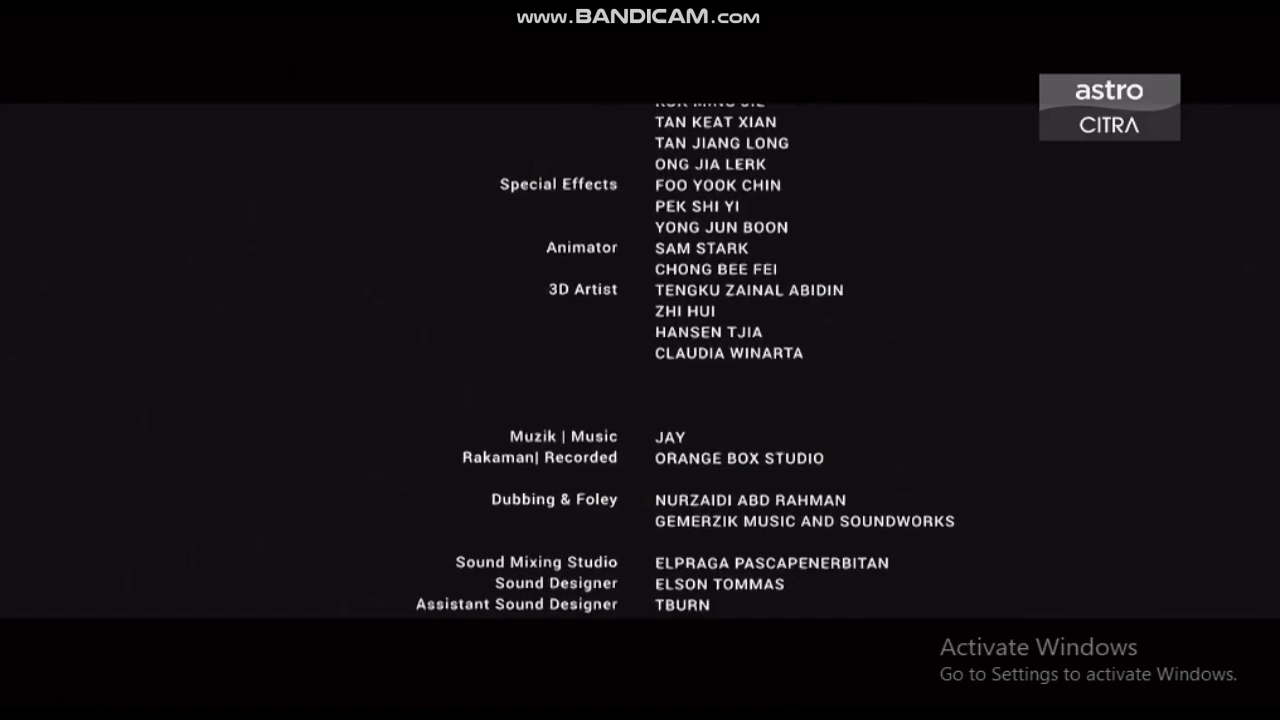 www.BANDICAM.com
astro
CITRA
TAN KEAT XIAN
TAN JIANG LONG
ONG JIA LERK
Special Effects FOO YOOK CHIN
PEK SHI YI
YONG JUN BOON
Animator SAM STARK
CHONG BEE FEI
3D Artist TENGKU ZAINAL ABIDIN
ZHI HUI
HANSEN TJIA
CLAUDIA WINARTA
Muzik | Music JAY
Rakaman| Recorded ORANGE BOX STUDIO
Dubbing & Foley NURZAIDI ABD RAHMAN
GEMERZIK MUSIC AND SOUNDWORKS
Sound Mixing Studio ELPRAGA PASCAPENERBITAN
Sound Designer ELSON TOMMAS
Assistant Sound Designer TBURN
Activate Windows
Go to Settings to activate Windows.